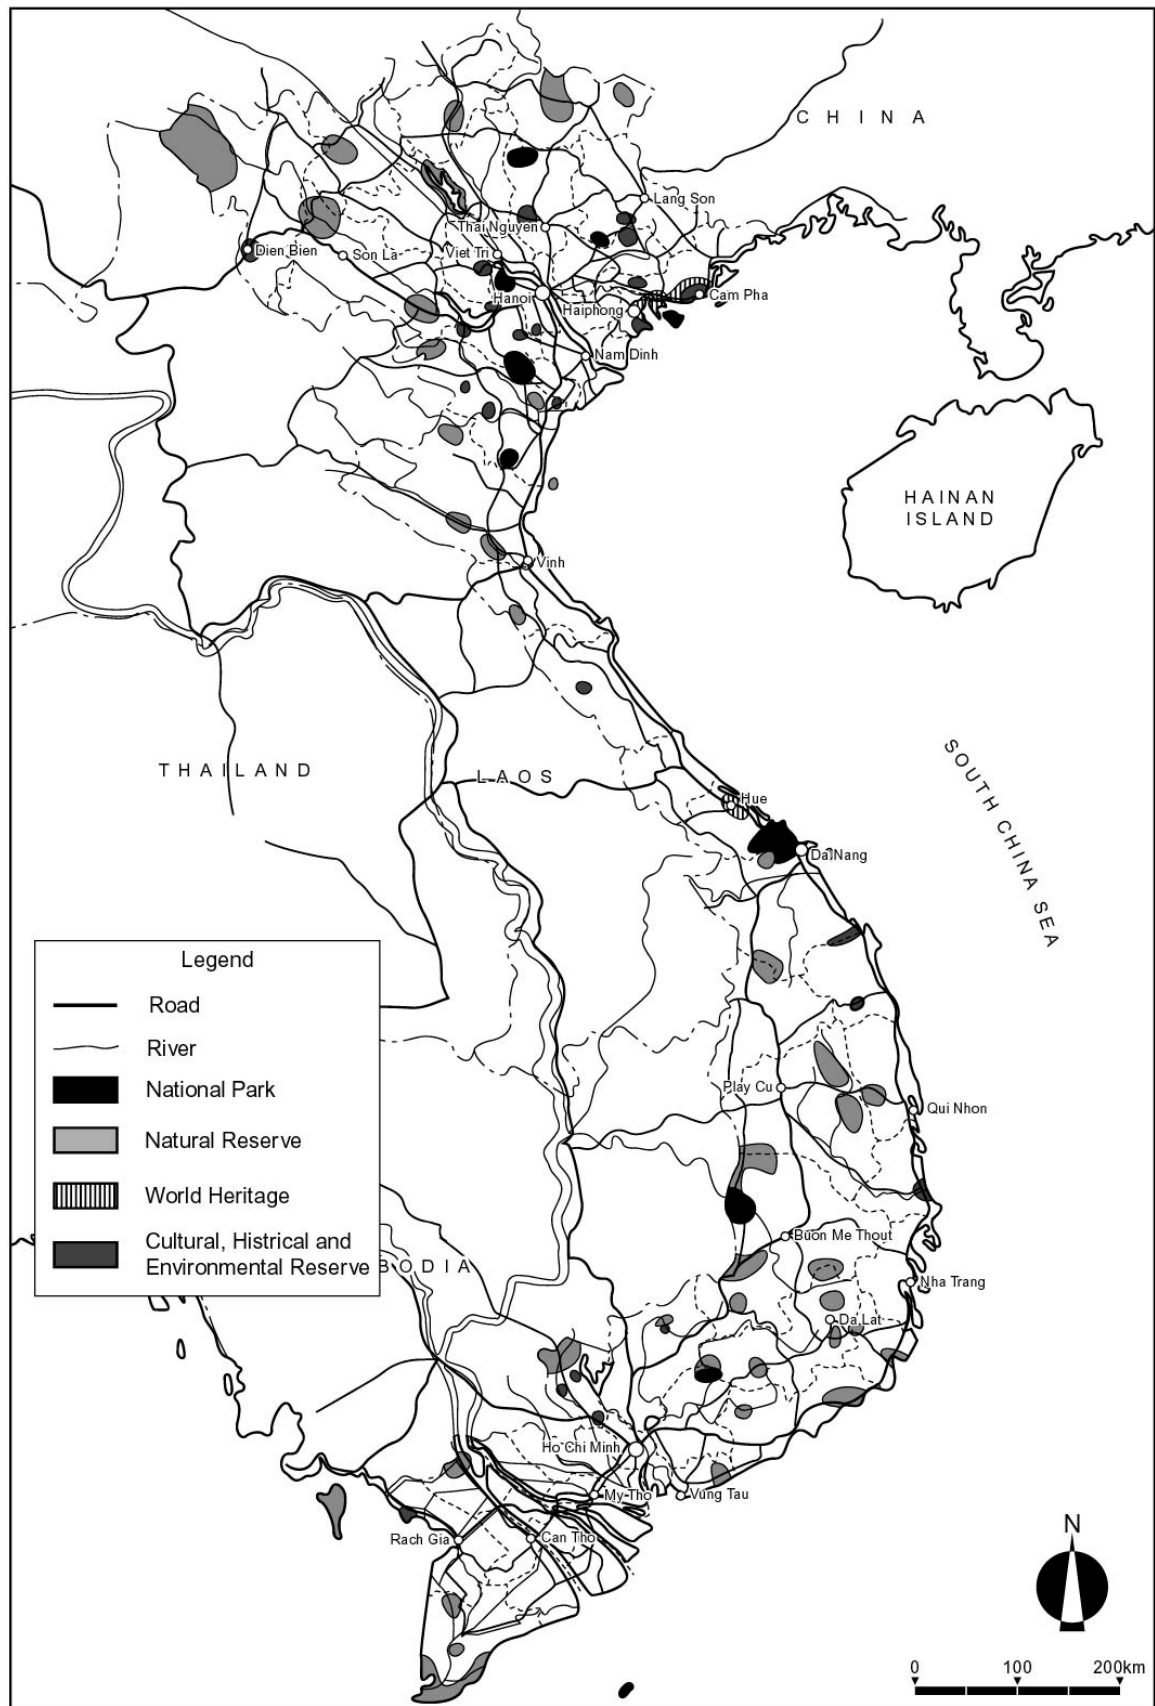 CHINA
Lang Son
Thai Nguyen
Dien Bien
Son La
Viet Tri
Hanoi
Cam Pha
Haiphong
Nam Dinh
HAINAN
ISLAND
Vinh
THAILAND
LAOS
SOUTH CHINA SEA
Hue
Da Nang
Legend
Road
River
National Park
Natural Reserve
World Heritage
Cultural, Histrical and
Environmental Reserve
BODIA
Play Cu
Qui Nhon
Buon Me Thout
Nha Trang
Da Lat
Ho Chi Minh
My Tho
Vung Tau
Rach Gia
Can Tho
N
0 100 200km